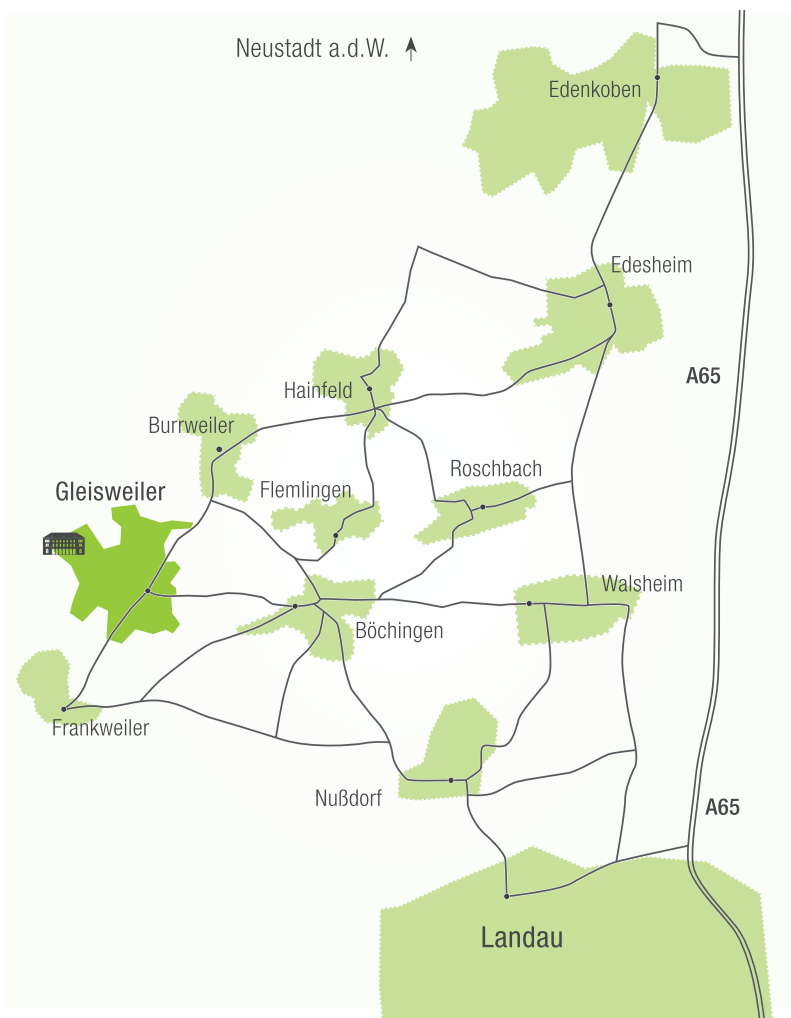 Neustadt a.d.W.
Edenkoben
Edesheim
A65
Hainfeld
Burrweiler
Roschbach
Flemlingen
Gleisweiler
Walsheim
Böchingen
Frankweiler
Nußdorf
A65
Landau